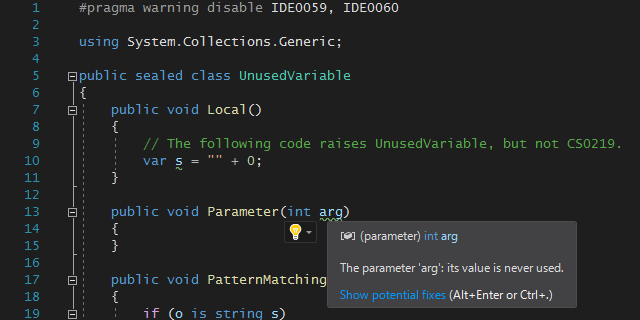 1 #pragma warning disable IDE0059, IDE0060
2
3 using System.Collections.Generic;
4
5 public sealed class UnusedVariable
6 {
7 public void Local()
8 {
9 // The following code raises UnusedVariable, but not CS0219.
10 var s = "" + 0;
11 }
12
13 public void Parameter(int arg)
14 {
15 }
16
17 public void PatternMatching
18 {
19 if (o is string s)
(parameter) int arg
The parameter 'arg': its value is never used.
Show potential fixes (Alt+Enter or Ctrl+.)